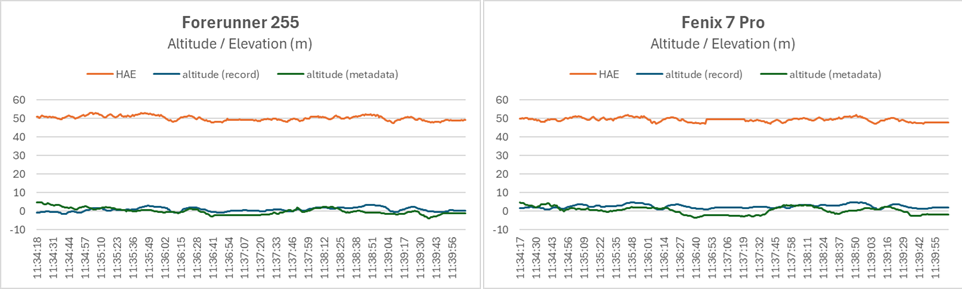 Forerunner 255
Altitude / Elevation (m)
HAE altitude (record) altitude (metadata)
60
50
40
30
20
10
0
-10
11:34:18 11:34:31 11:34:44 11:34:57 11:35:10 11:35:23 11:35:36 11:35:49 11:36:02 11:36:15 11:36:28 11:36:41 11:36:54 11:37:07 11:37:20 11:37:33 11:37:46 11:37:59 11:38:12 11:38:25 11:38:38 11:38:51 11:39:04 11:39:17 11:39:30 11:39:43 11:39:56
Fenix 7 Pro
Altitude / Elevation (m)
HAE altitude (record) altitude (metadata)
60
50
40
30
20
10
0
-10
11:34:17 11:34:30 11:34:43 11:34:56 11:35:09 11:35:22 11:35:35 11:35:48 11:36:01 11:36:14 11:36:27 11:36:40 11:36:53 11:37:06 11:37:19 11:37:32 11:37:45 11:37:58 11:38:11 11:38:24 11:38:37 11:38:50 11:39:03 11:39:16 11:39:29 11:39:42 11:39:55